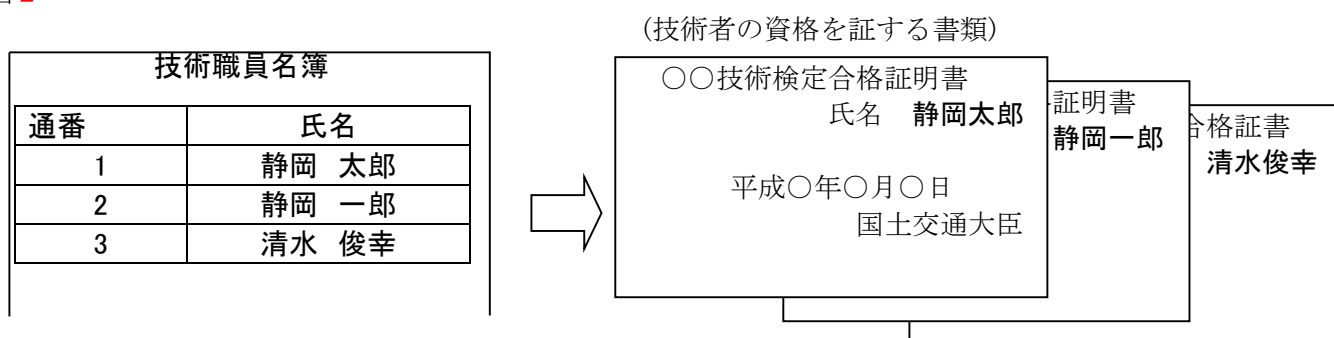 (技術者の資格を証する書類)
技術職員名簿
通番 氏名
1 静岡 太郎
2 静岡 一郎
3 清水 俊幸
○○技術検定合格証明書
氏名 静岡太郎
平成○年○月○日
国土交通大臣
証明書
静岡一郎
合格証書
清水俊幸